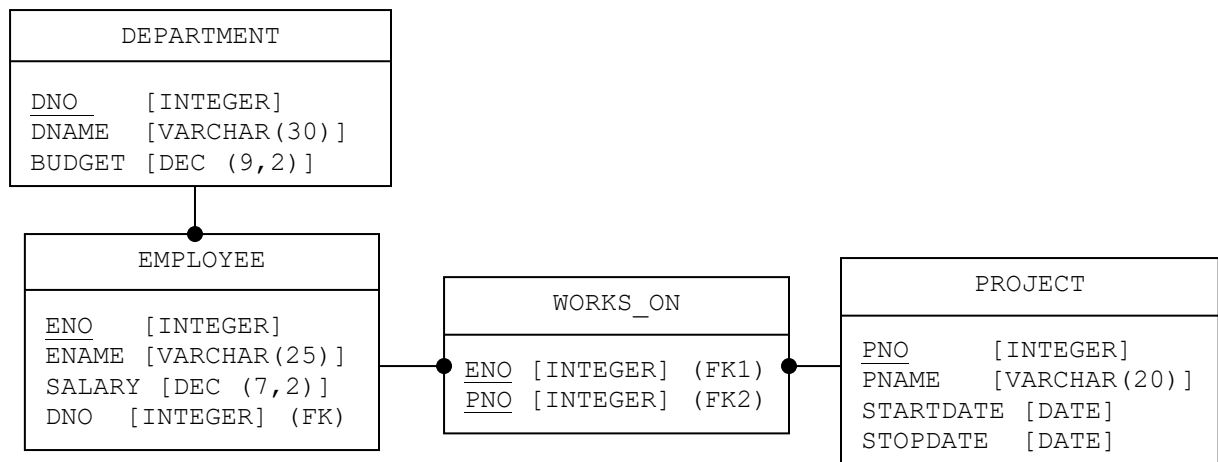 DEPARTMENT
DNO [INTEGER]
DNAME [VARCHAR(30)]
BUDGET [DEC (9,2)]
EMPLOYEE
ENO [INTEGER]
ENAME [VARCHAR(25)]
SALARY [DEC (7,2)]
DNO [INTEGER] (FK)
WORKS_ON
ENO [INTEGER] (FK1)
PNO [INTEGER] (FK2)
PROJECT
PNO [INTEGER]
PNAME [VARCHAR(20)]
STARTDATE [DATE]
STOPDATE [DATE]